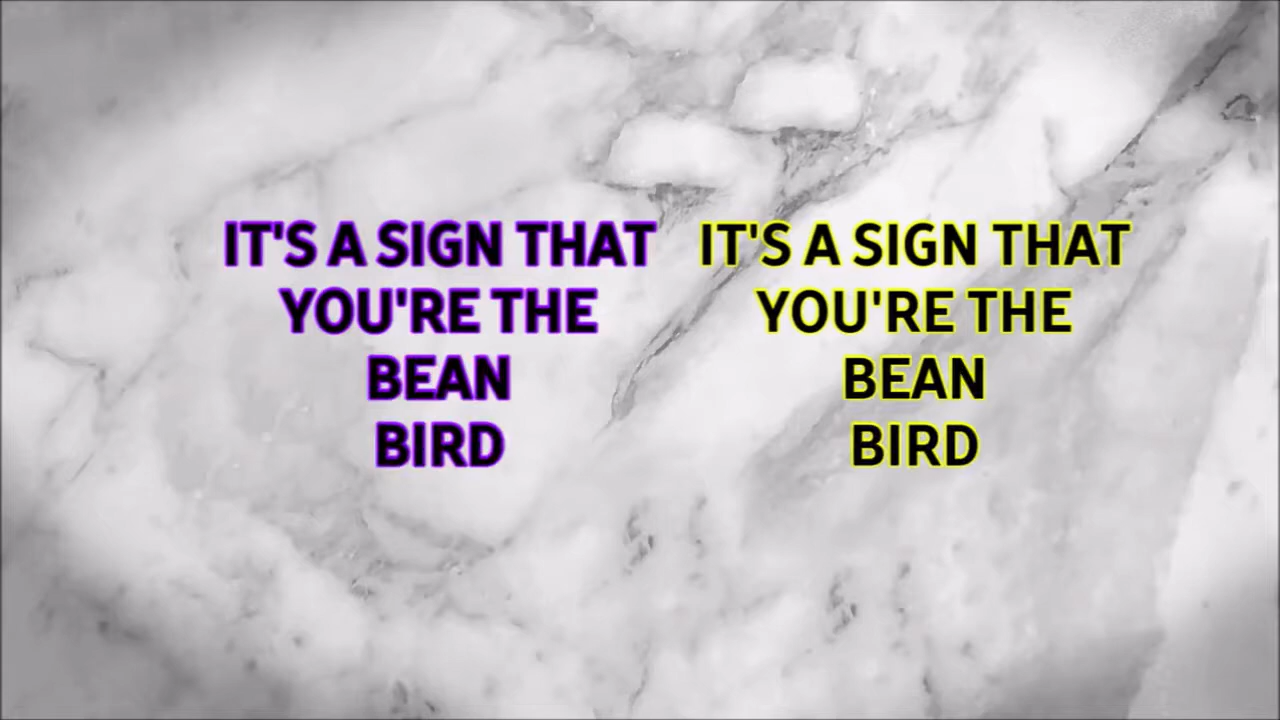 IT'S A SIGN THAT
YOU'RE THE
BEAN
BIRD
IT'S A SIGN THAT
YOU'RE THE
BEAN
BIRD